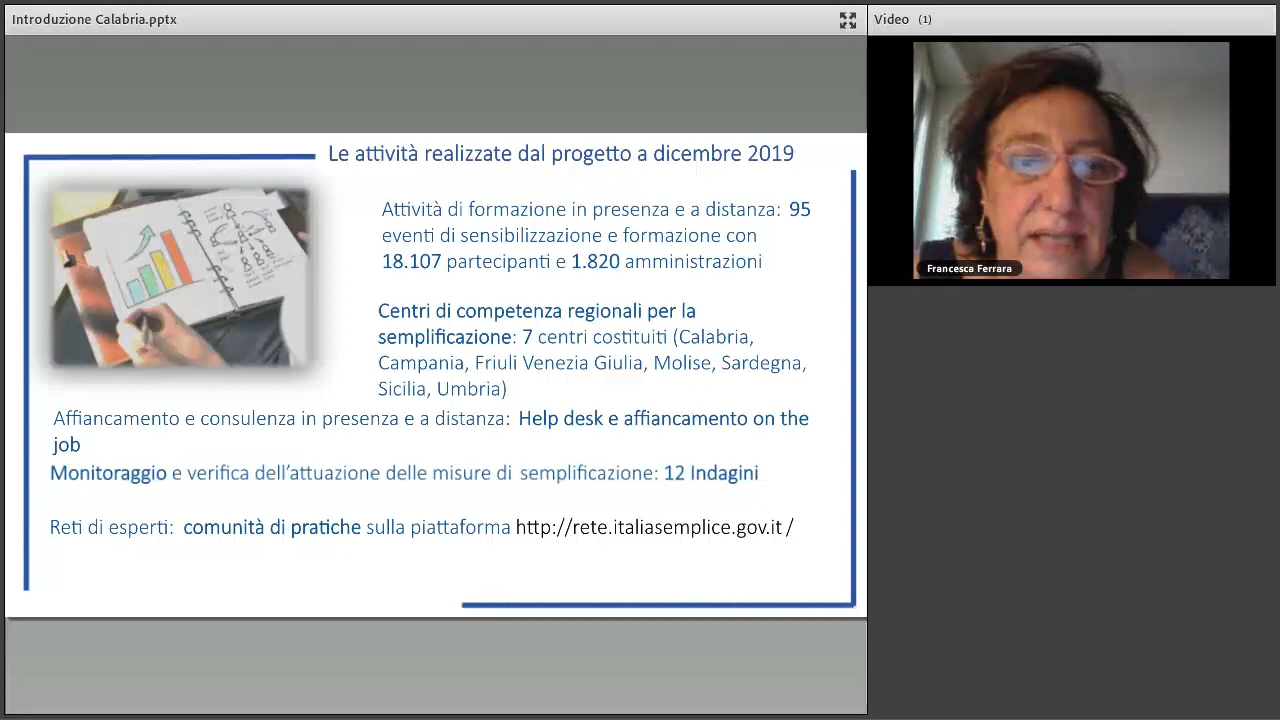 Introduzione Calabria.pptx
Video (1)
Francesca Ferrara
Le attività realizzate dal progetto a dicembre 2019
Attività di formazione in presenza e a distanza: 95
eventi di sensibilizzazione e formazione con
18.107 partecipanti e 1.820 amministrazioni
Centri di competenza regionali per la
semplificazione: 7 centri costituiti (Calabria,
Campania, Friuli Venezia Giulia, Molise, Sardegna,
Sicilia, Umbria)
Affiancamento e consulenza in presenza e a distanza: Help desk e affiancamento on the
job
Monitoraggio e verifica dell'attuazione delle misure di semplificazione: 12 Indagini
Reti di esperti: comunità di pratiche sulla piattaforma http://rete.italiasemplice.gov.it /